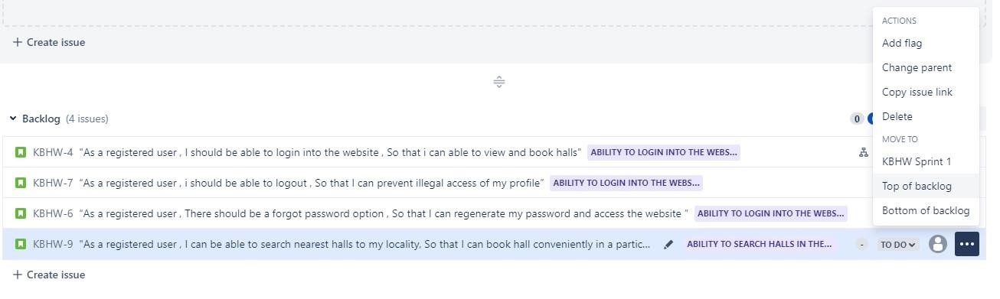 + Create issue
Backlog (4 issues)
0
KBHW-4 "As a registered user , I should be able to login into the website , So that i can able to view and book halls" ABILITY TO LOGIN INTO THE WEBS...
KBHW-7 “As a registered user , i should be able to logout , So that I can prevent illegal access of my profile” ABILITY TO LOGIN INTO THE WEBS...
KBHW-6 “As a registered user , There should be a forgot password option , So that I can regenerate my password and access the website ” ABILITY TO LOGIN INTO THE WEBS...
KBHW-9 "As a registered user , I can be able to search nearest halls to my locality, So that I can book hall conveniently in a partic... ABILITY TO SEARCH HALLS IN THE... - TO DO
+ Create issue
ACTIONS
Add flag
Change parent
Copy issue link
Delete
MOVE TO
KBHW Sprint 1
Top of backlog
Bottom of backlog